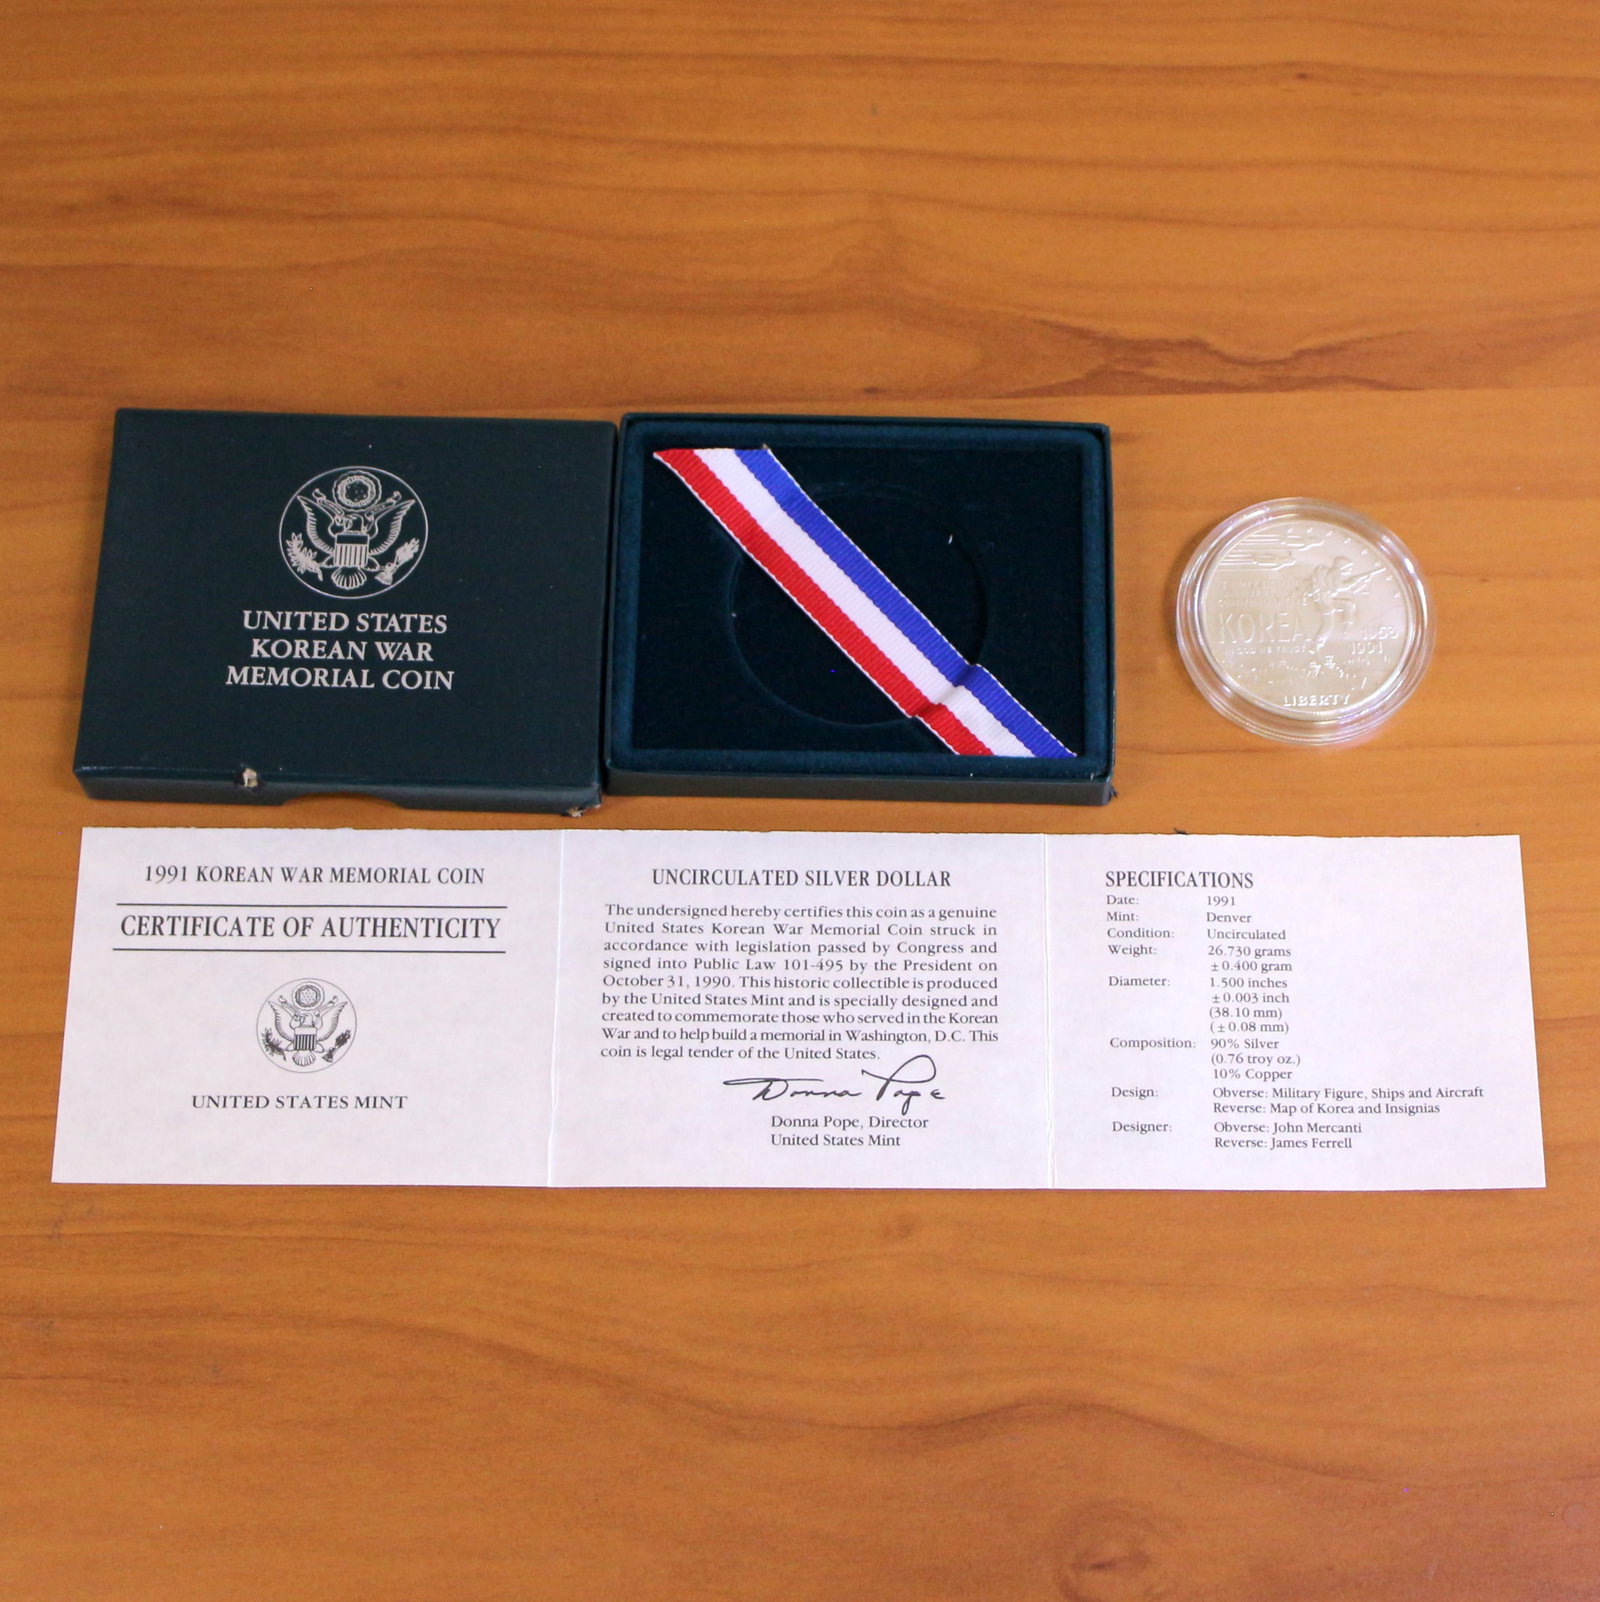 UNITED STATES
KOREAN WAR
MEMORIAL COIN
KOREA
1953
1991
IN GOD WE TRUST
LIBERTY
1991 KOREAN WAR MEMORIAL COIN
CERTIFICATE OF AUTHENTICITY
UNITED STATES MINT
UNCIRCULATED SILVER DOLLAR
The undersigned hereby certifies this coin as a genuine
United States Korean War Memorial Coin struck in
accordance with legislation passed by Congress and
signed into Public Law 101-495 by the President on
October 31, 1990. This historic collectible is produced
by the United States Mint and is specially designed and
created to commemorate those who served in the Korean
War and to help build a memorial in Washington, D.C. This
coin is legal tender of the United States.
Donna Pope
Donna Pope, Director
United States Mint
SPECIFICATIONS
Date: 1991
Mint: Denver
Condition: Uncirculated
Weight: 26.730 grams
± 0.400 gram
Diameter: 1.500 inches
± 0.003 inch
(38.10 mm)
(± 0.08 mm)
Composition: 90% Silver
(0.76 troy oz.)
10% Copper
Design: Obverse: Military Figure, Ships and Aircraft
Reverse: Map of Korea and Insignias
Designer: Obverse: John Mercanti
Reverse: James Ferrell